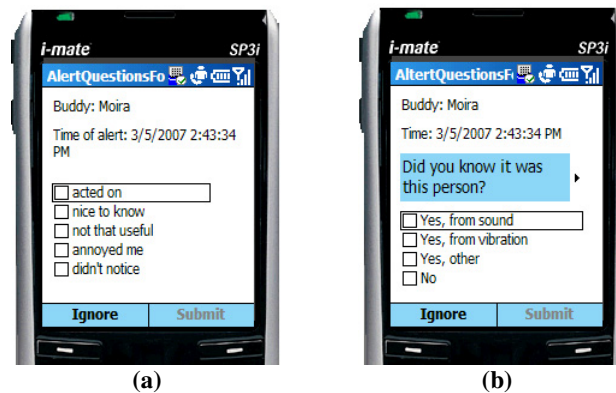 i-mate SP3i
AlertQuestionsFo
Buddy: Moira
Time of alert: 3/5/2007 2:43:34
PM
acted on
nice to know
not that useful
annoyed me
didn't notice
Ignore Submit
(a)
i-mate SP3i
AltertQuestionsF
Buddy: Moira
Time: 3/5/2007 2:43:34 PM
Did you know it was
this person?
Yes, from sound
Yes, from vibration
Yes, other
No
Ignore Submit
(b)